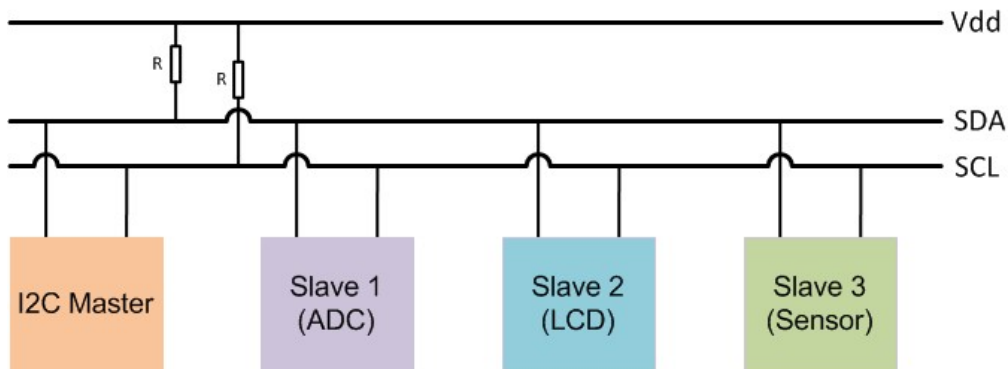 Vdd
R
R
SDA
SCL
I2C Master
Slave 1
(ADC)
Slave 2
(LCD)
Slave 3
(Sensor)